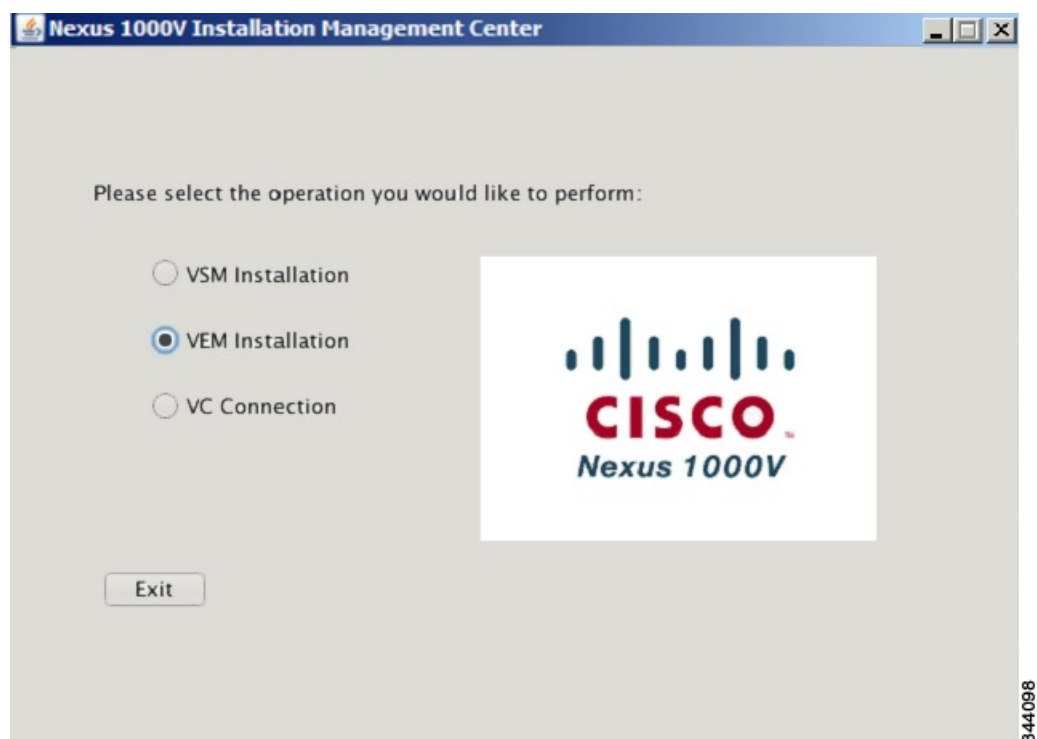 Nexus 1000V Installation Management Center
Please select the operation you would like to perform:
VSM Installation
VEM Installation
VC Connection
CISCO™
Nexus 1000V
Exit
344098